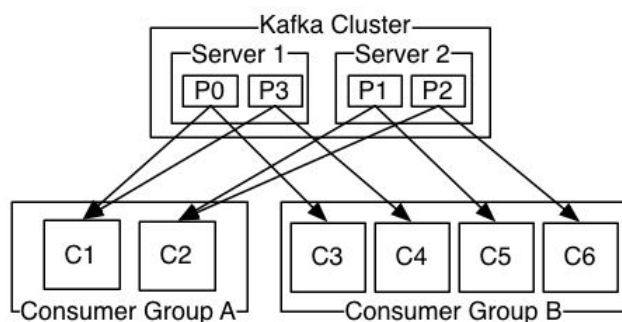 Kafka Cluster
Server 1 Server 2
P0 P3 P1 P2
C1 C2 C3 C4 C5 C6
Consumer Group A Consumer Group B